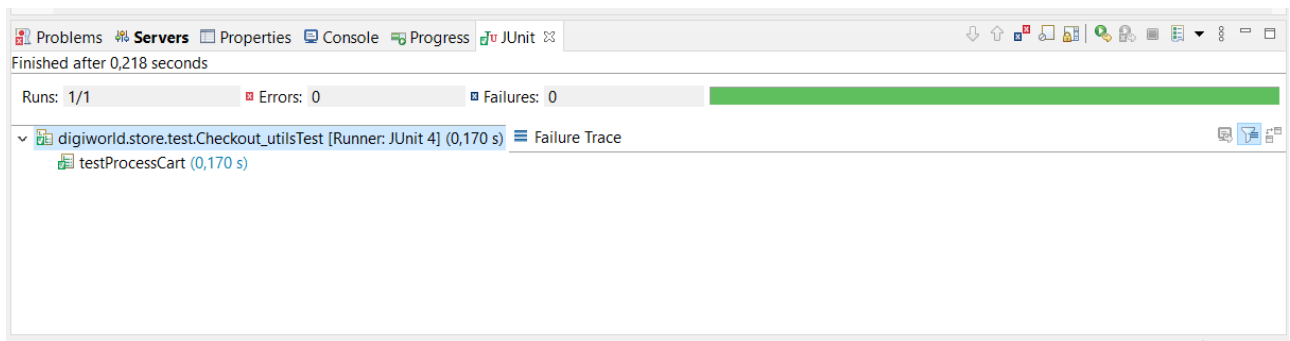 Problems Servers Properties Console Progress JUnit
Finished after 0,218 seconds
Runs: 1/1 Errors: 0 Failures: 0
digiworld.store.test.Checkout_utilsTest [Runner: JUnit 4] (0,170 s) Failure Trace
testProcessCart (0,170 s)